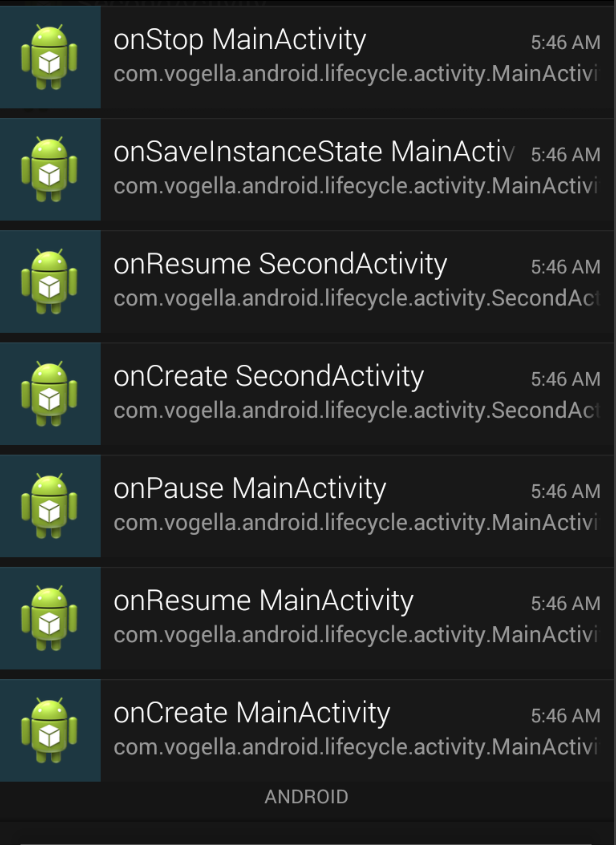 onStop MainActivity 5:46 AM
com.vogella.android.lifecycle.activity.MainActivi
onSaveInstanceState MainActiv 5:46 AM
com.vogella.android.lifecycle.activity.MainActivi
onResume SecondActivity 5:46 AM
com.vogella.android.lifecycle.activity.SecondAct
onCreate SecondActivity 5:46 AM
com.vogella.android.lifecycle.activity.SecondAct
onPause MainActivity 5:46 AM
com.vogella.android.lifecycle.activity.MainActivi
onResume MainActivity 5:46 AM
com.vogella.android.lifecycle.activity.MainActivi
onCreate MainActivity 5:46 AM
com.vogella.android.lifecycle.activity.MainActivi
ANDROID